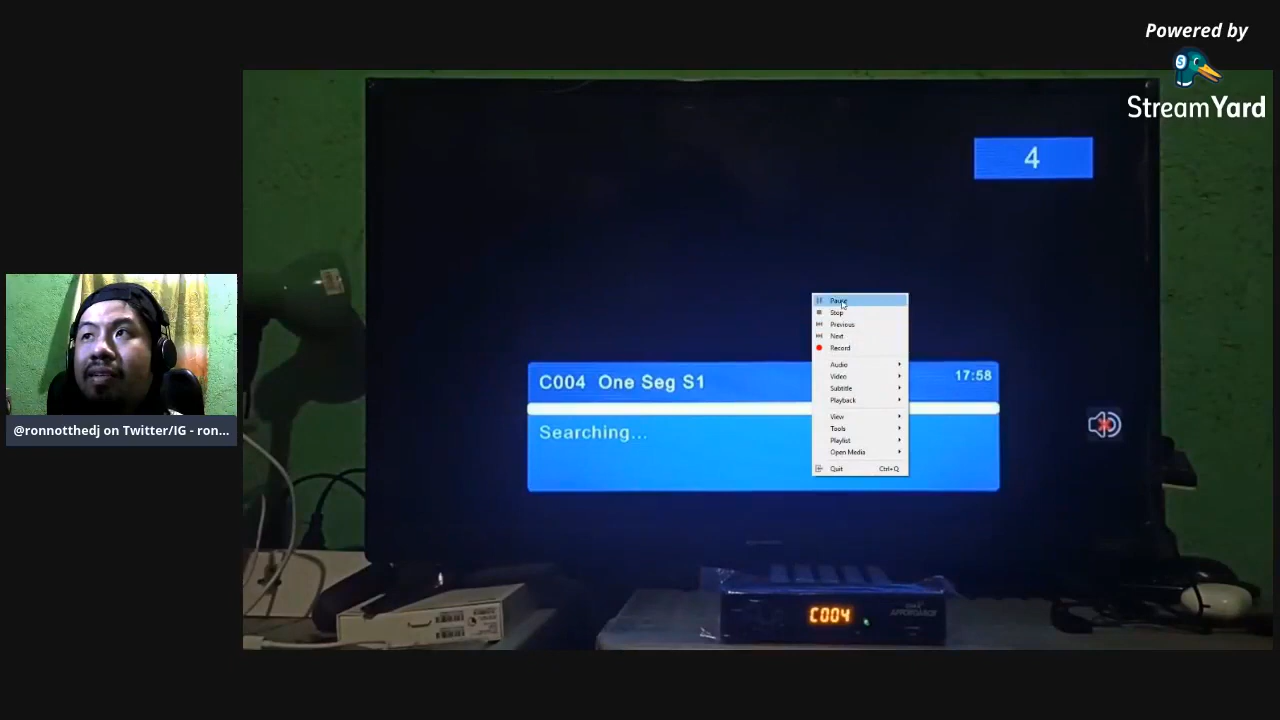 Powered by
StreamYard
4
C004 One Seg S1
17:58
Searching...
Pause
Stop
Previous
Next
Record
Audio
Video
Subtitle
Playback
View
Tools
Playlist
Open Media
Quit Ctrl+Q
@ronnotthedj on Twitter/IG - ron...
C004